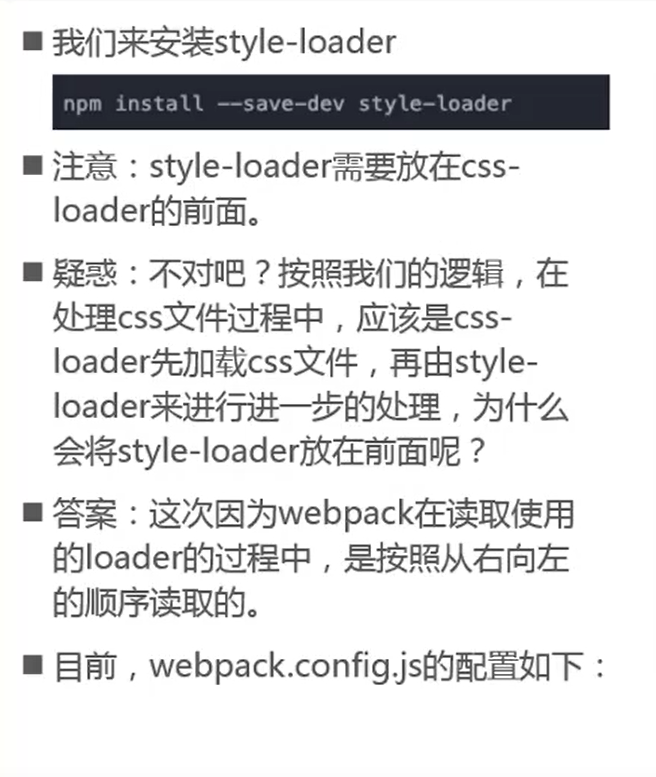 ■ 我们来安装style-loader
npm install --save-dev style-loader
■ 注意：style-loader需要放在css-
loader的前面。
■ 疑惑：不对吧？按照我们的逻辑，在
处理css文件过程中，应该是css-
loader先加载css文件，再由style-
loader来进行进一步的处理，为什么
会将style-loader放在前面呢？
■ 答案：这次因为webpack在读取使用
的loader的过程中，是按照从右向左
的顺序读取的。
■ 目前，webpack.config.js的配置如下：